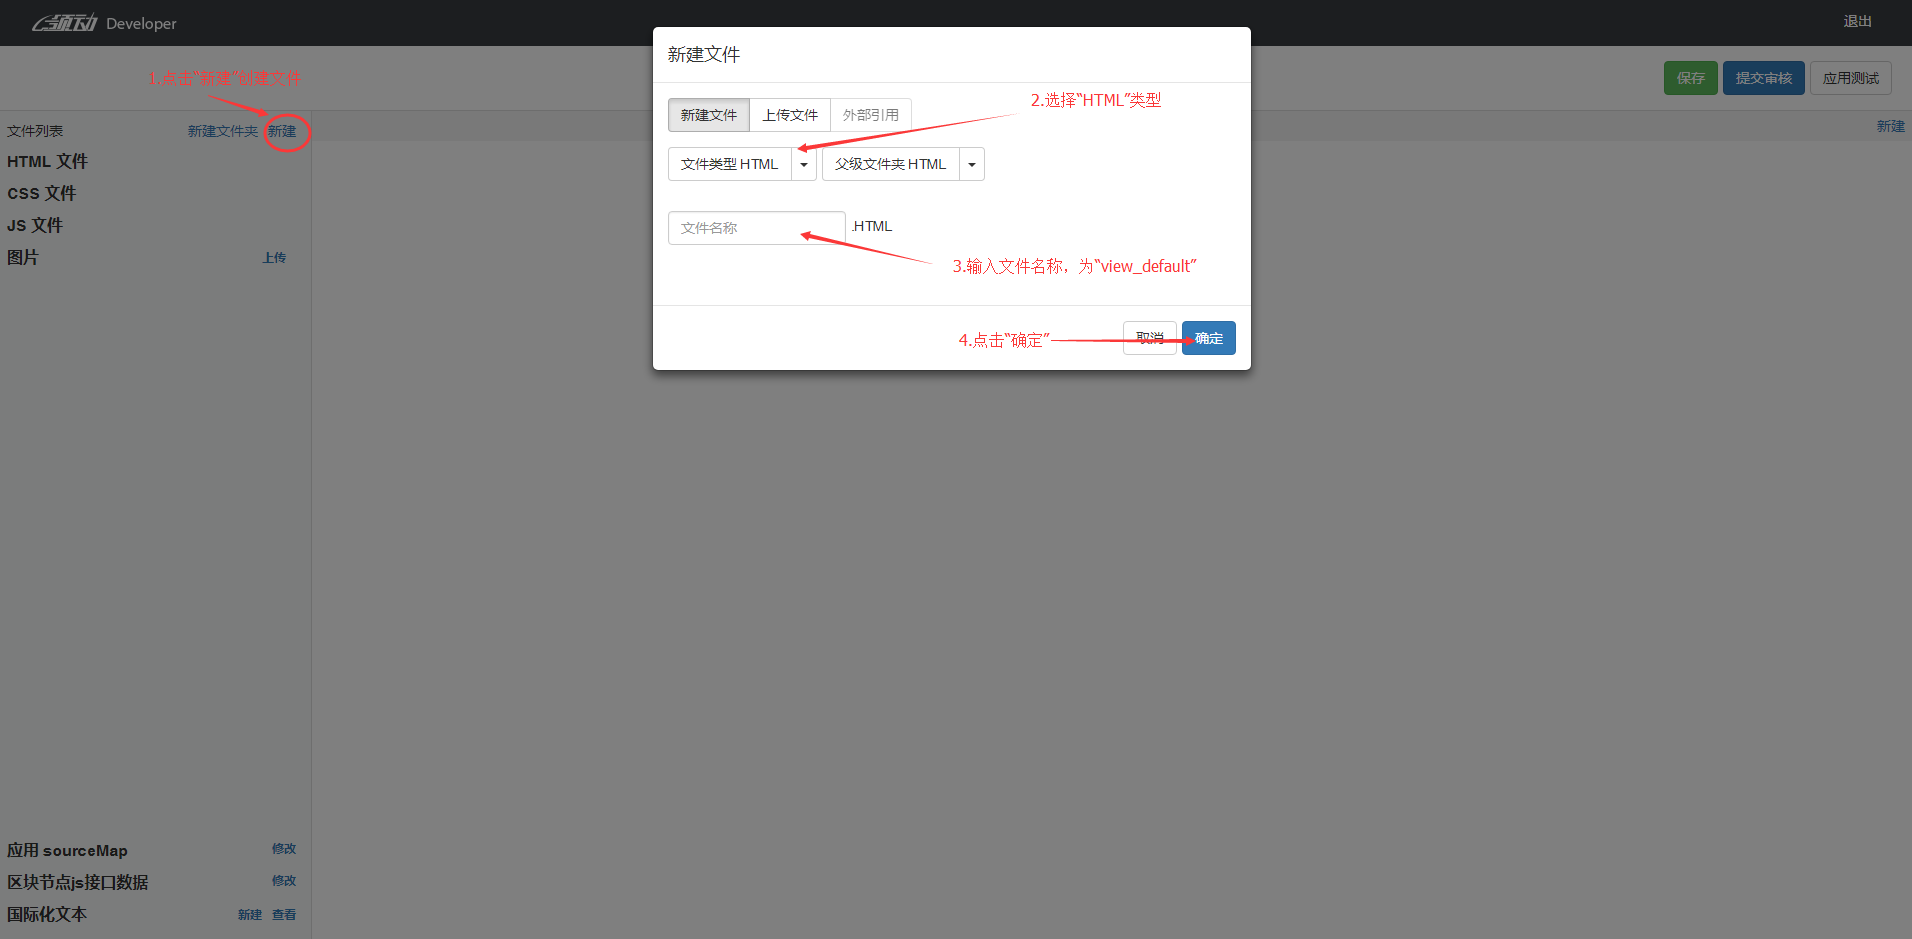 领动 Developer
退出
1.点击“新建”创建文件
保存 提交审核 应用测试
文件列表 新建文件夹 新建
新建
HTML 文件
CSS 文件
JS 文件
图片 上传
新建文件
新建文件 上传文件 外部引用
2.选择“HTML”类型
文件类型 HTML 父级文件夹 HTML
文件名称 .HTML
3.输入文件名称，为“view_default”
4.点击“确定”
取消 确定
应用 sourceMap 修改
区块节点js接口数据 修改
国际化文本 新建 查看